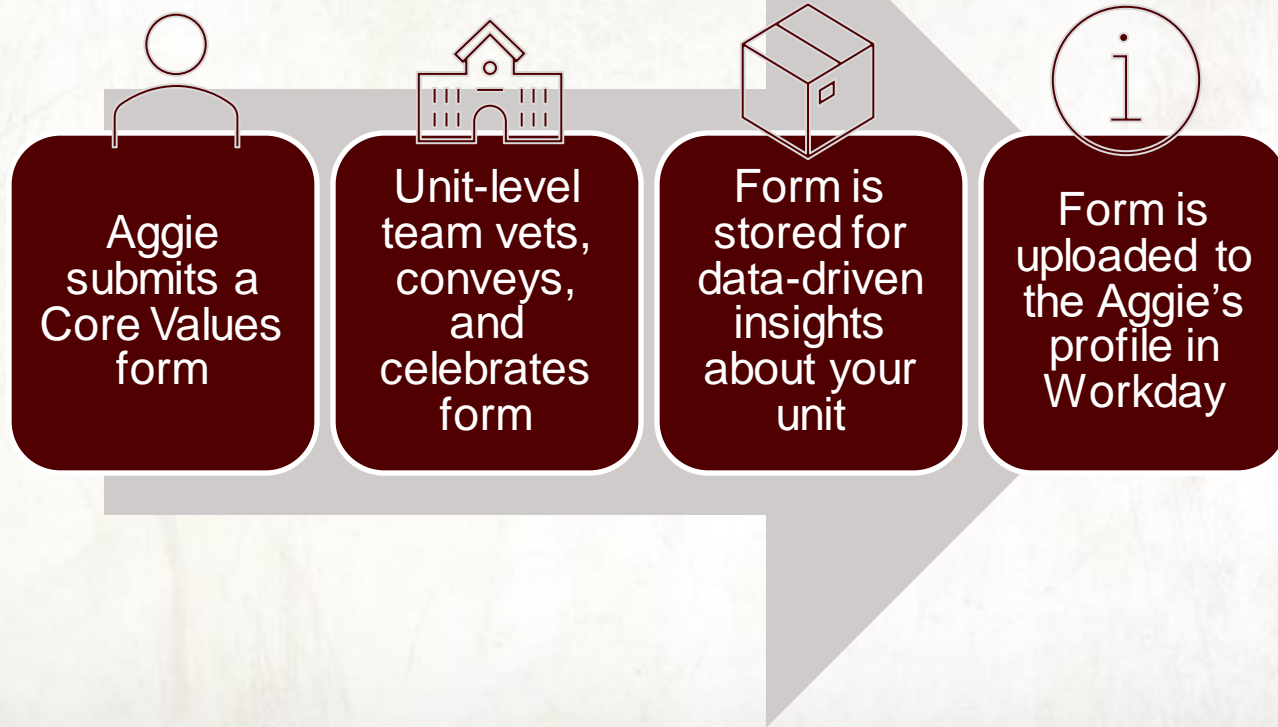 Aggie
submits a
Core Values
form
Unit-level
team vets,
conveys,
and
celebrates
form
Form is
stored for
data-driven
insights
about your
unit
i
Form is
uploaded to
the Aggie's
profile in
Workday